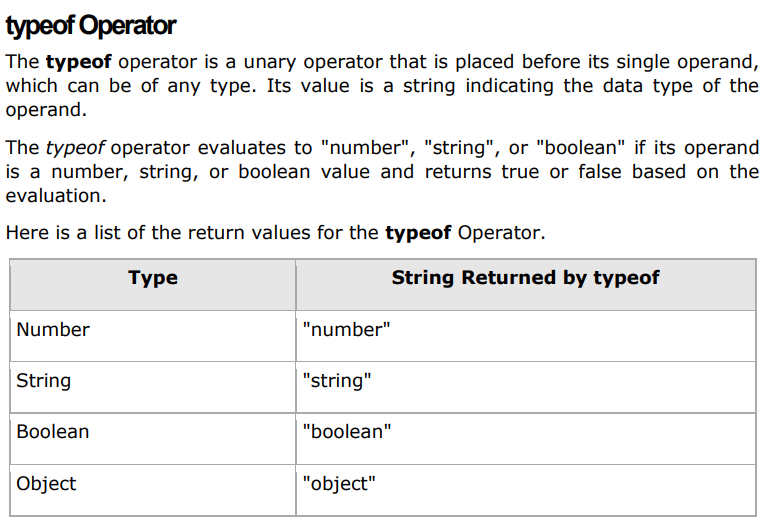 typeof Operator
The typeof operator is a unary operator that is placed before its single operand,
which can be of any type. Its value is a string indicating the data type of the
operand.
The typeof operator evaluates to "number", "string", or "boolean" if its operand
is a number, string, or boolean value and returns true or false based on the
evaluation.
Here is a list of the return values for the typeof Operator.
Type String Returned by typeof
Number "number"
String "string"
Boolean "boolean"
Object "object"